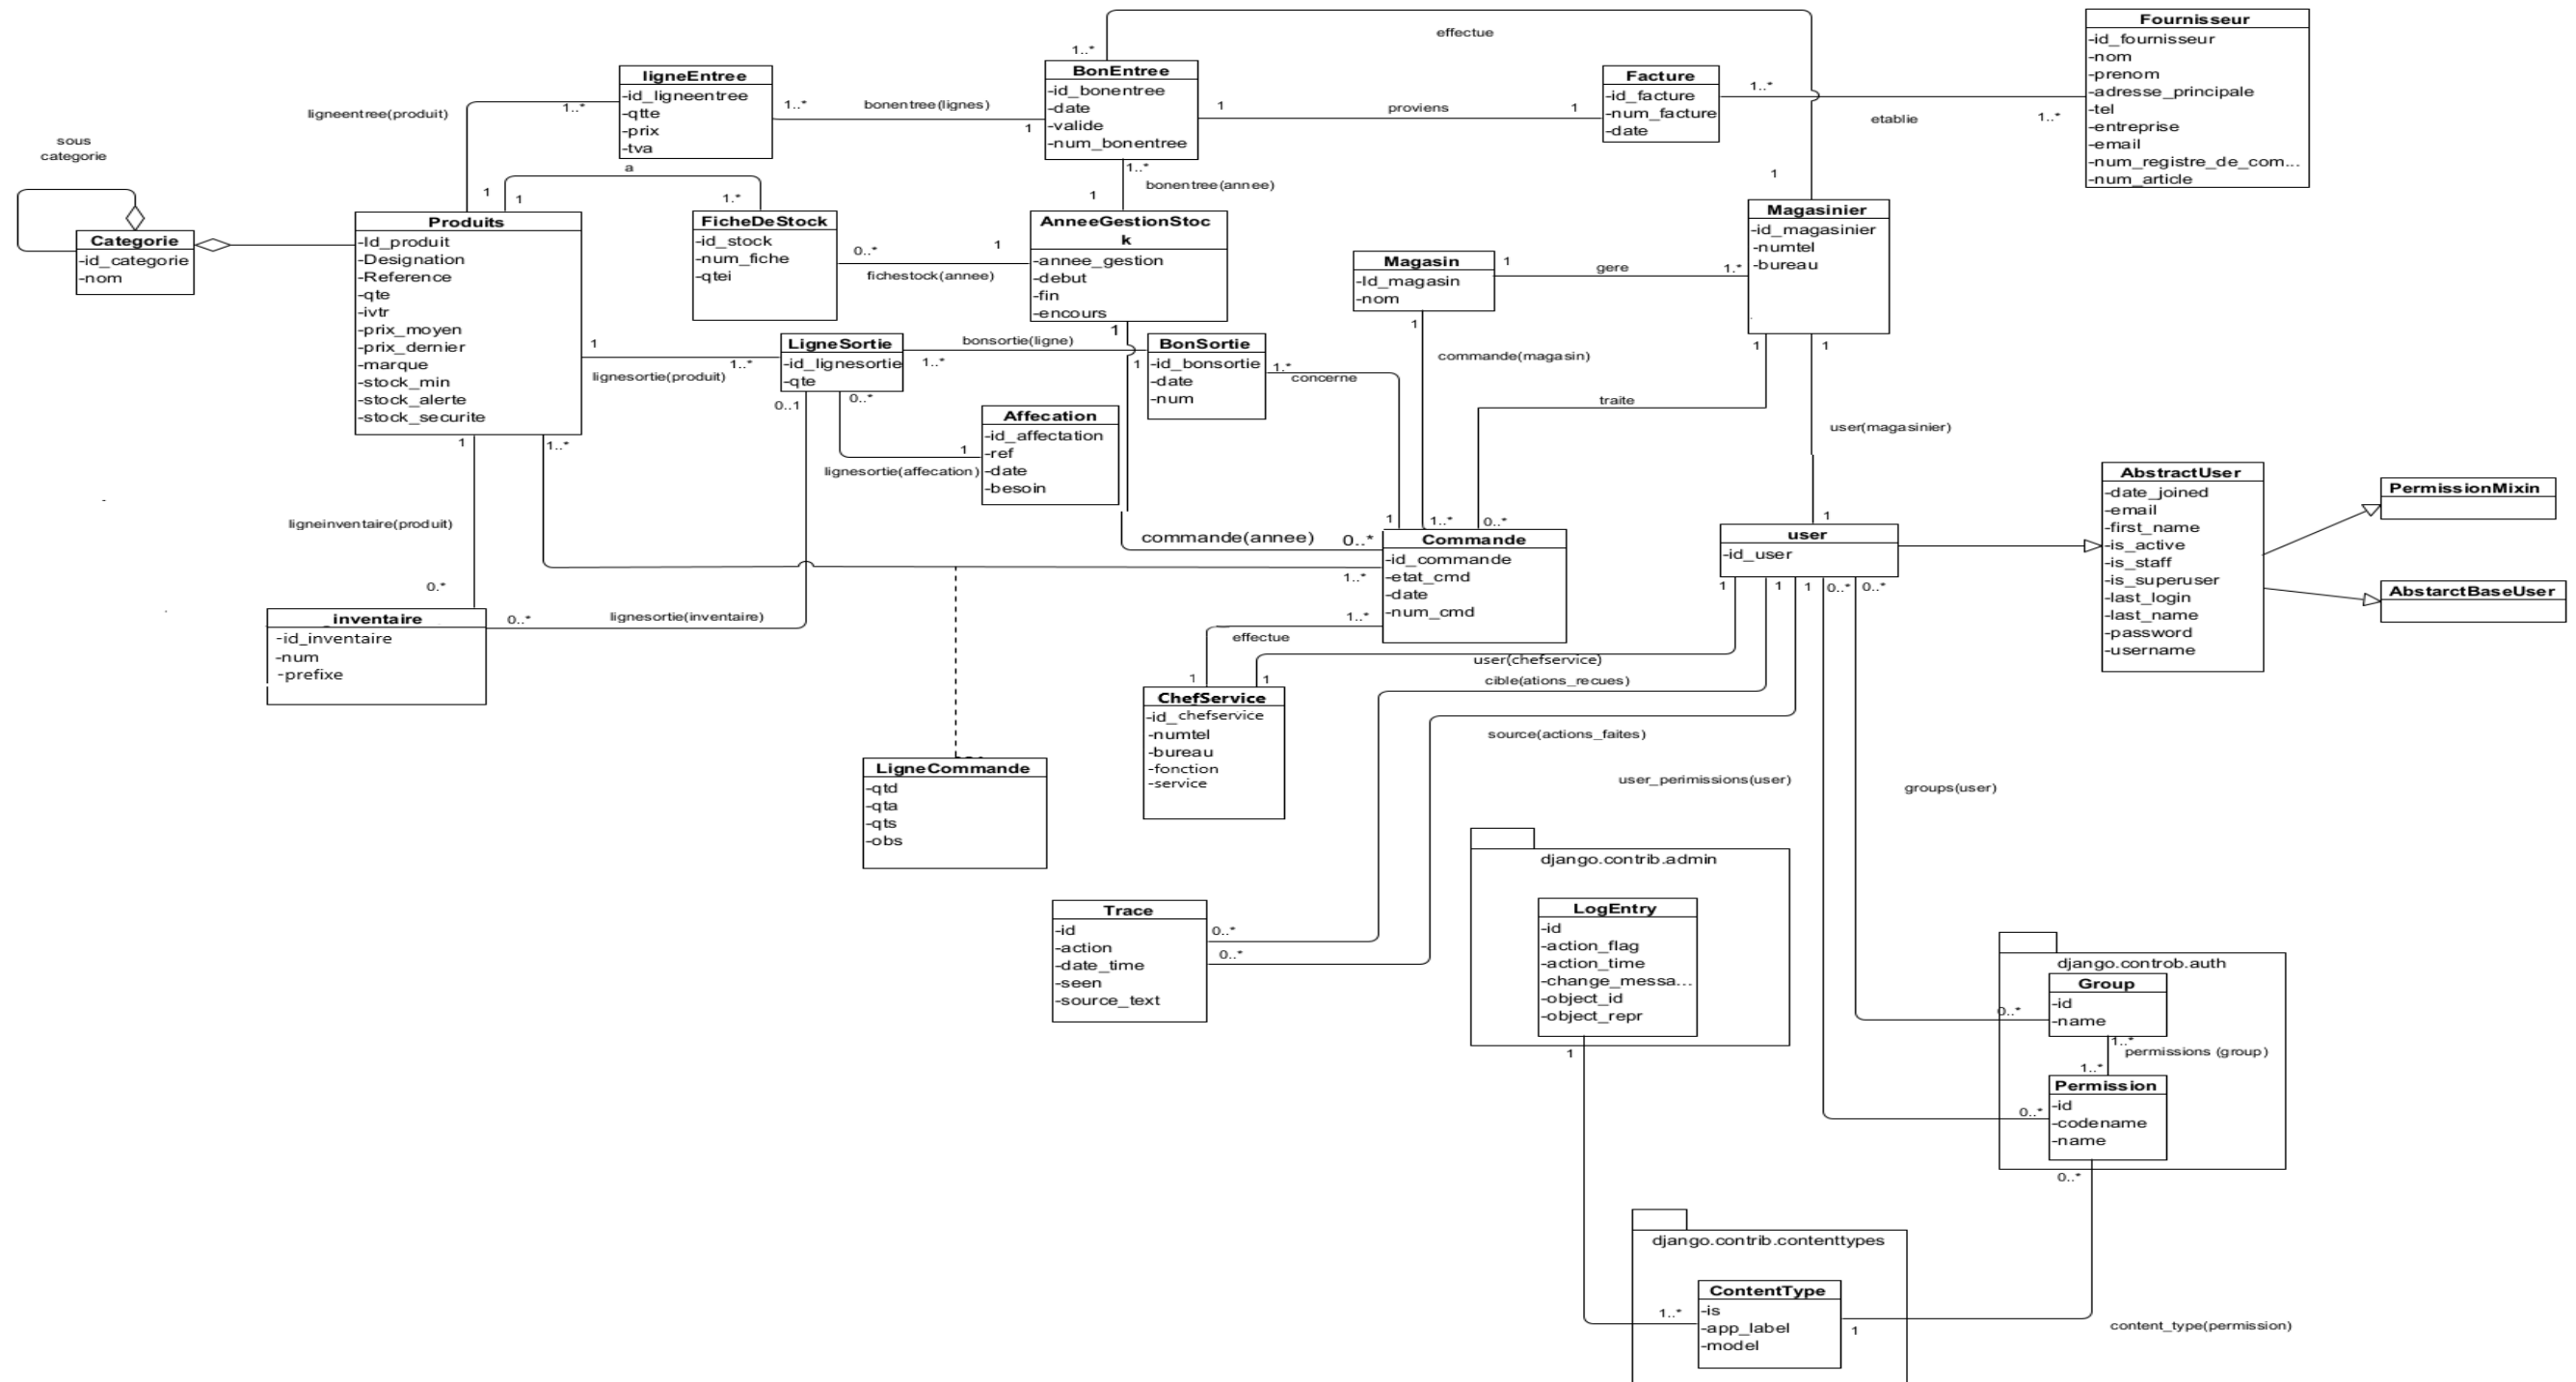 effectue
1..*
1
Fournisseur
-id_fournisseur
-nom
-prenom
-adresse_principale
-tel
-entreprise
-email
-num_registre_de_com...
-num_article
ligneEntree
-id_ligneentree
-qtte
-prix
-tva
1..*
ligneentree(produit)
1
1..*
bonentree(lignes)
1
BonEntree
-id_bonentree
-date
-valide
-num_bonentree
1
proviens
1
Facture
-id_facture
-num_facture
-date
1..*
etablie
1..*
sous
categorie
Categorie
-id_categorie
-nom
a
1
1.*
1..*
bonentree(annee)
1
Produits
-Id_produit
-Designation
-Reference
-qte
-ivtr
-prix_moyen
-prix_dernier
-marque
-stock_min
-stock_alerte
-stock_securite
FicheDeStock
-id_stock
-num_fiche
-qtei
0..*
1
fichestock(annee)
AnneeGestionStoc
k
-annee_gestion
-debut
-fin
-encours
Magasin
-Id_magasin
-nom
1
gere
1.*
Magasinier
-id_magasinier
-numtel
-bureau
1
1..*
lignesortie(produit)
LigneSortie
-id_lignesortie
-qte
bonsortie(ligne)
1..*
1
1
BonSortie
-id_bonsortie
-date
-num
1.*
concerne
1
1
commande(magasin)
1..*
1
traite
0..*
1
user(magasinier)
1
0..1
0..*
1
lignesortie(affecation)
Affecation
-id_affectation
-ref
-date
-besoin
1
ligneinventaire(produit)
0.*
1..*
1..*
commande(annee)
0..*
Commande
-id_commande
-etat_cmd
-date
-num_cmd
user
-id_user
AbstractUser
-date_joined
-email
-first_name
-is_active
-is_staff
-is_superuser
-last_login
-last_name
-password
-username
PermissionMixin
AbstarctBaseUser
_inventaire
-id_inventaire
-num
-prefixe
0..*
lignesortie(inventaire)
1..*
effectue
1
1
user(chefservice)
1
1
cible(ations_recues)
0..*
1
source(actions_faites)
0..*
0..*
0..*
user_perimissions(user)
groups(user)
ChefService
-id_chefservice
-numtel
-bureau
-fonction
-service
LigneCommande
-qtd
-qta
-qts
-obs
Trace
-id
-action
-date_time
-seen
-source_text
django.contrib.admin
LogEntry
-id
-action_flag
-action_time
-change_messa...
-object_id
-object_repr
1
django.controb.auth
Group
-id
-name
0..*
1..*
permissions (group)
1..*
Permission
-id
-codename
-name
0..*
0..*
django.contrib.contenttypes
ContentType
-is
-app_label
-model
1..*
1
content_type(permission)